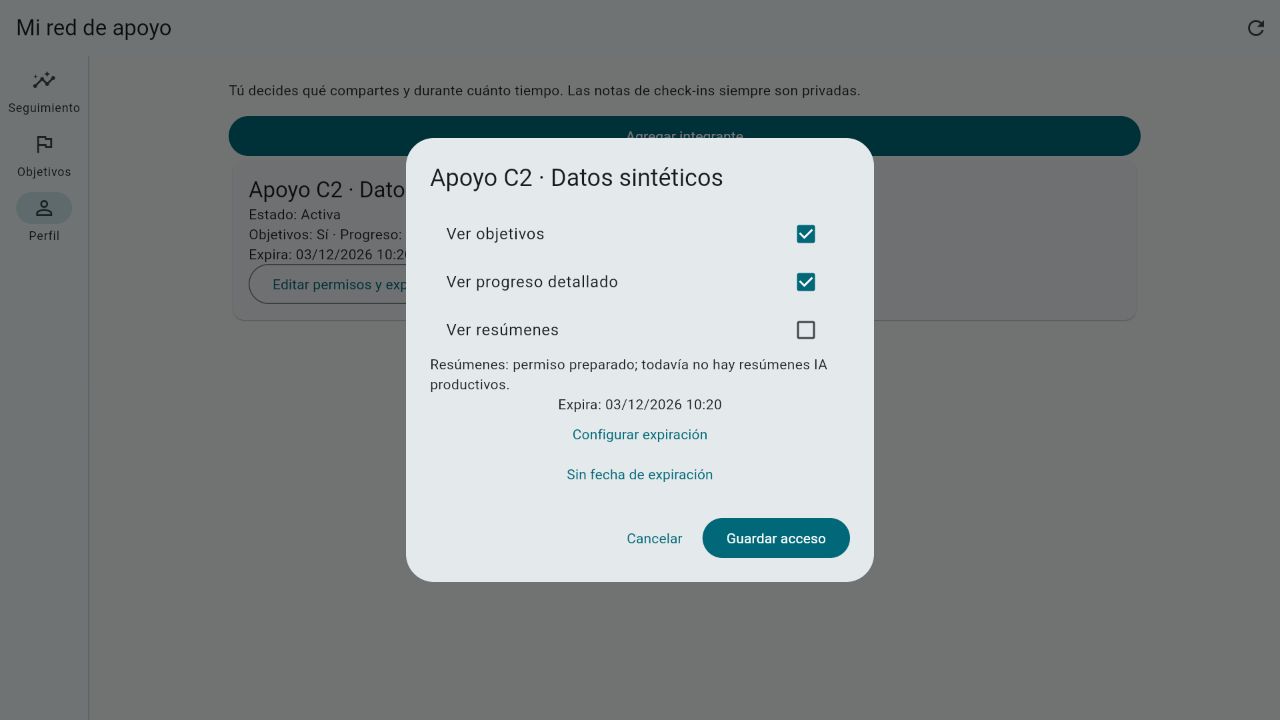 Mi red de apoyo
Seguimiento
Objetivos
Perfil
Tú decides qué compartes y durante cuánto tiempo. Las notas de check-ins siempre son privadas.
Agregar integrante
Apoyo C2 · Dato
Estado: Activa
Objetivos: Sí · Progreso:
Expira: 03/12/2026 10:20
Editar permisos y exp
Apoyo C2 · Datos sintéticos
Ver objetivos
Ver progreso detallado
Ver resúmenes
Resúmenes: permiso preparado; todavía no hay resúmenes IA
productivos.
Expira: 03/12/2026 10:20
Configurar expiración
Sin fecha de expiración
Cancelar
Guardar acceso